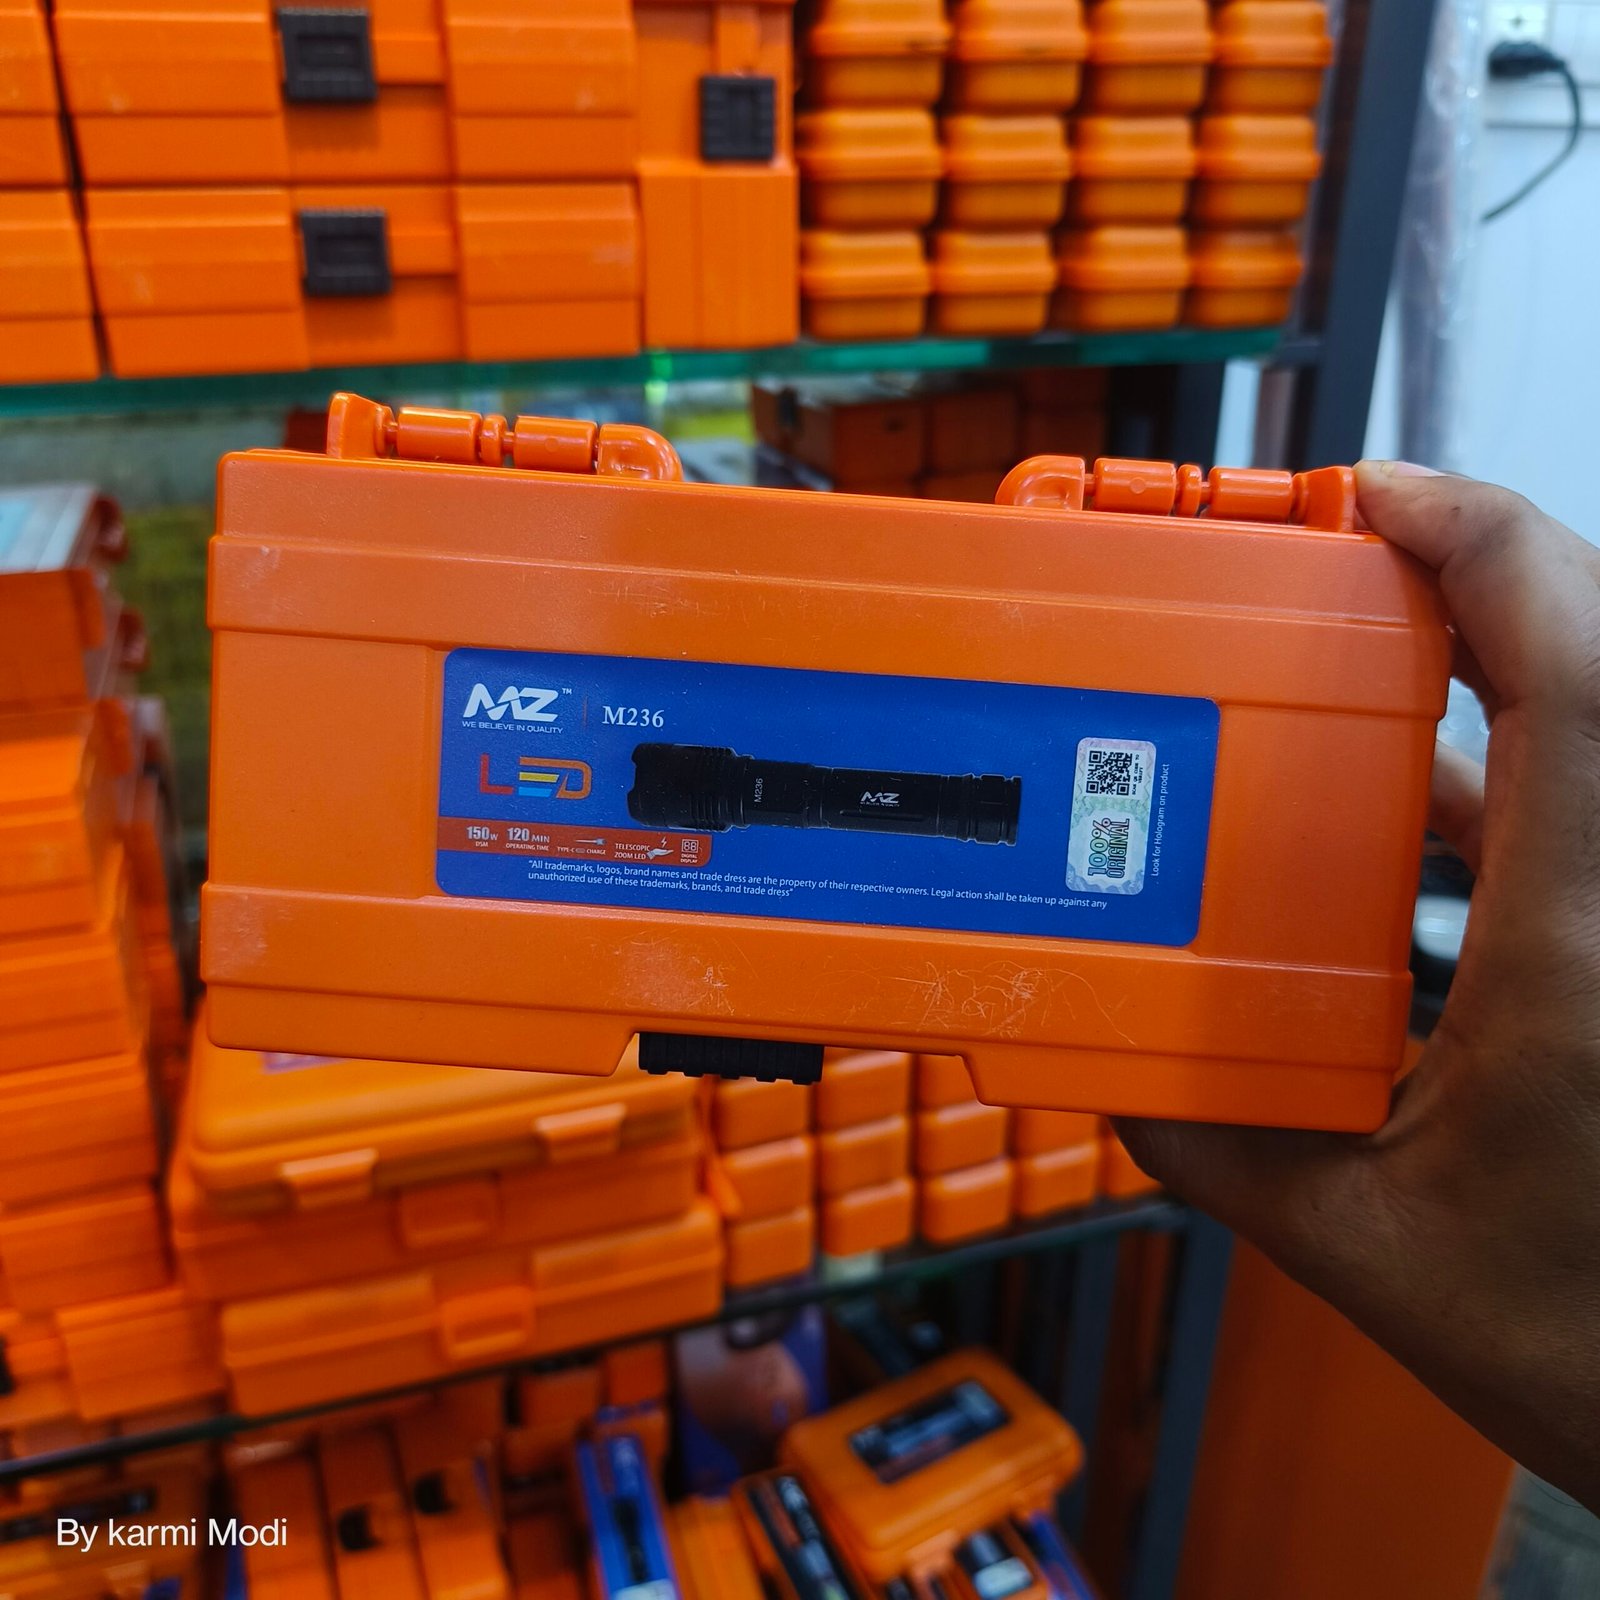 MZ™
WE BELIEVE IN QUALITY
M236
LED
M236
MZ
150W
DSM
120 MIN
OPERATING TIME
TYPE-C CHARGE
TELESCOPIC
ZOOM LED
DIGITAL
DISPLAY
"All trademarks, logos, brand names and trade dress are the property of their respective owners. Legal action shall be taken up against any
unauthorized use of these trademarks, brands, and trade dress"
100%
ORIGINAL
Look for Hologram on product
By karmi Modi